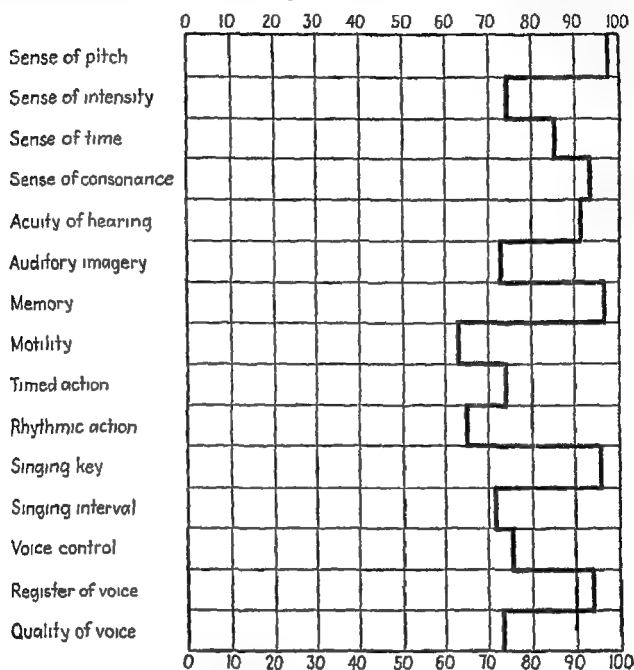 0 10 20 30 40 50 60 70 80 90 100
Sense of pitch
Sense of intensity
Sense of time
Sense of consonance
Acuity of hearing
Auditory imagery
Memory
Motility
Timed action
Rhythmic action
Singing key
Singing interval
Voice control
Register of voice
Quality of voice
0 10 20 30 40 50 60 70 80 90 100